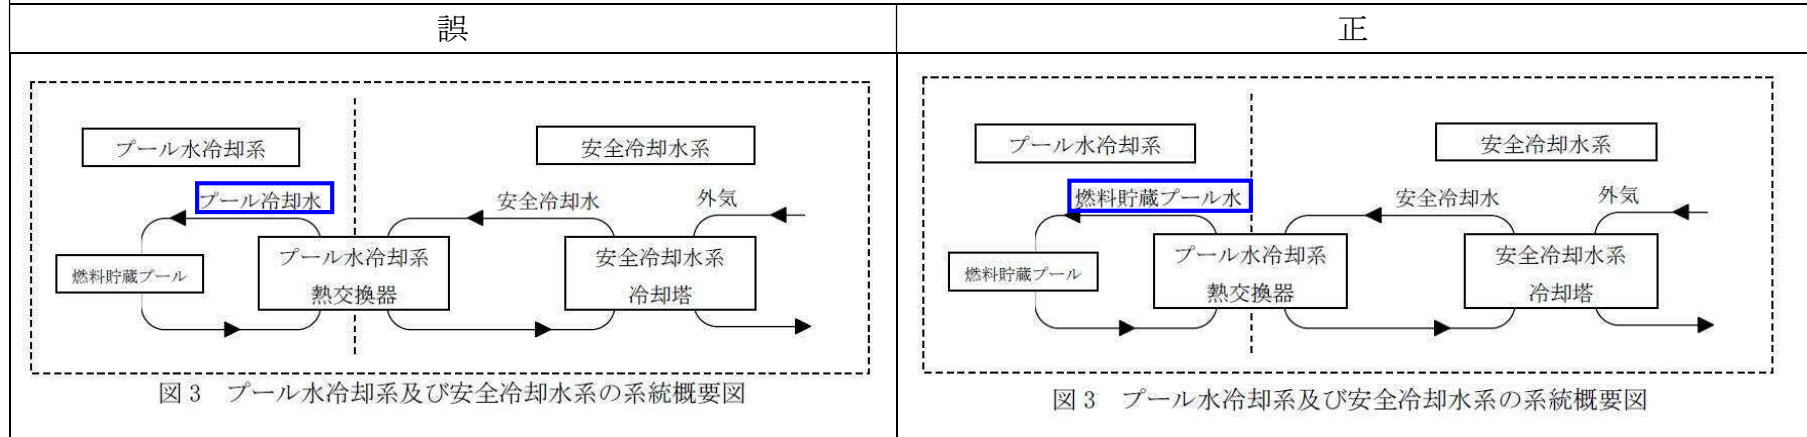 誤
プール水冷却系
安全冷却水系
プール冷却水
安全冷却水
外気
燃料貯蔵プール
プール水冷却系
熱交換器
安全冷却水系
冷却塔
図3　プール水冷却系及び安全冷却水系の系統概要図
正
プール水冷却系
安全冷却水系
燃料貯蔵プール水
安全冷却水
外気
燃料貯蔵プール
プール水冷却系
熱交換器
安全冷却水系
冷却塔
図3　プール水冷却系及び安全冷却水系の系統概要図